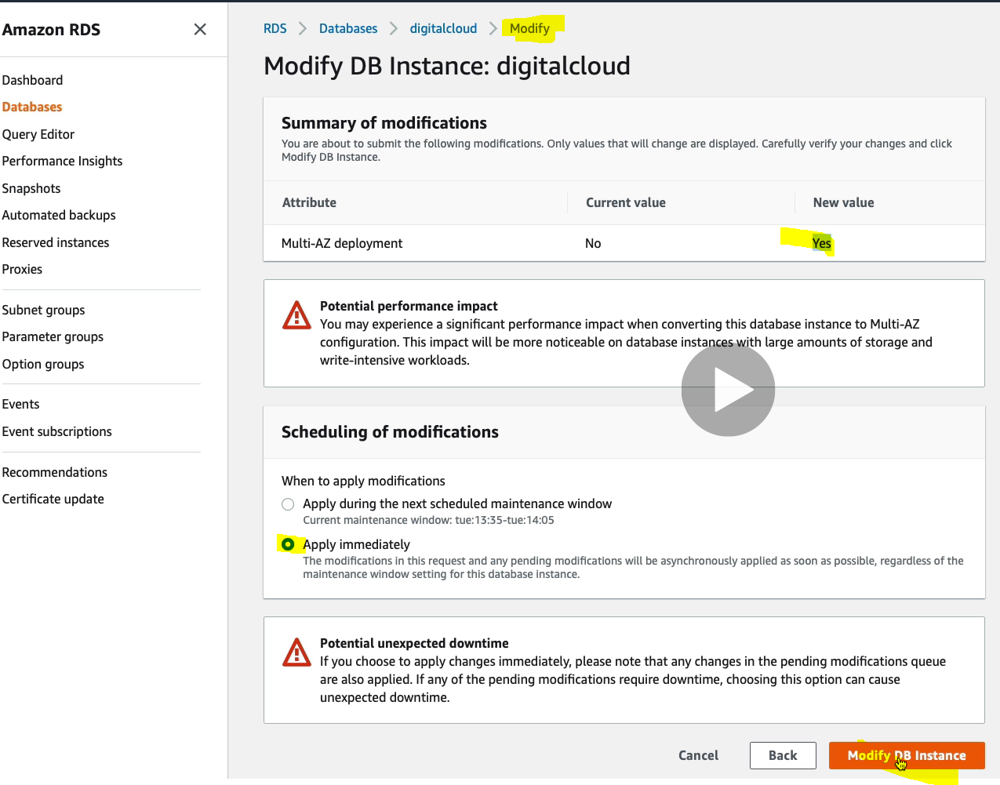 Amazon RDS
Dashboard
Databases
Query Editor
Performance Insights
Snapshots
Automated backups
Reserved instances
Proxies
Subnet groups
Parameter groups
Option groups
Events
Event subscriptions
Recommendations
Certificate update
RDS Databases digitalcloud Modify
Modify DB Instance: digitalcloud
Summary of modifications
You are about to submit the following modifications. Only values that will change are displayed. Carefully verify your changes and click
Modify DB Instance.
Attribute Current value New value
Multi-AZ deployment No Yes
Potential performance impact
You may experience a significant performance impact when converting this database instance to Multi-AZ
configuration. This impact will be more noticeable on database instances with large amounts of storage and
write-intensive workloads.
Scheduling of modifications
When to apply modifications
Apply during the next scheduled maintenance window
Current maintenance window: tue:13:35-tue:14:05
Apply immediately
The modifications in this request and any pending modifications will be asynchronously applied as soon as possible, regardless of the
maintenance window setting for this database instance.
Potential unexpected downtime
If you choose to apply changes immediately, please note that any changes in the pending modifications queue
are also applied. If any of the pending modifications require downtime, choosing this option can cause
unexpected downtime.
Cancel Back Modify DB Instance